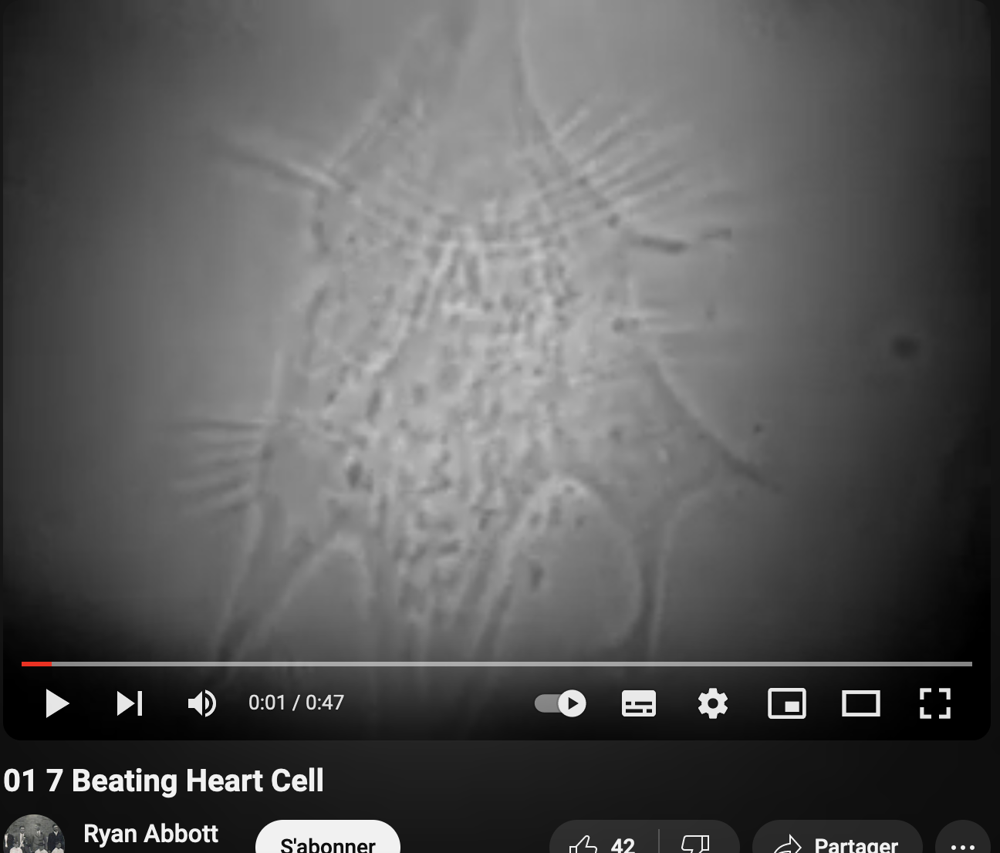 0:01 / 0:47
01 7 Beating Heart Cell
Ryan Abbott
S'abonner
42
Partager